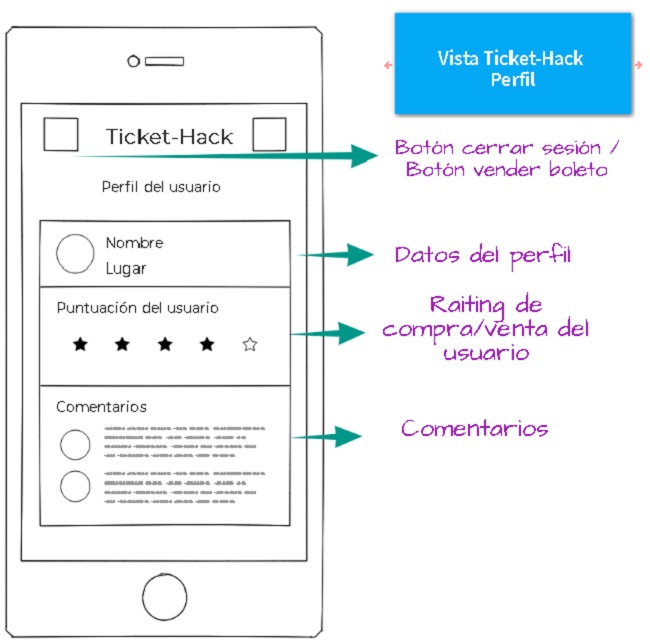 Vista Ticket-Hack
Perfil
Ticket-Hack
Botón cerrar sesión /
Botón vender boleto
Perfil del usuario
Nombre
Lugar
Datos del perfil
Puntuación del usuario
Raiting de
compra/venta del
usuario
Comentarios
Comentarios